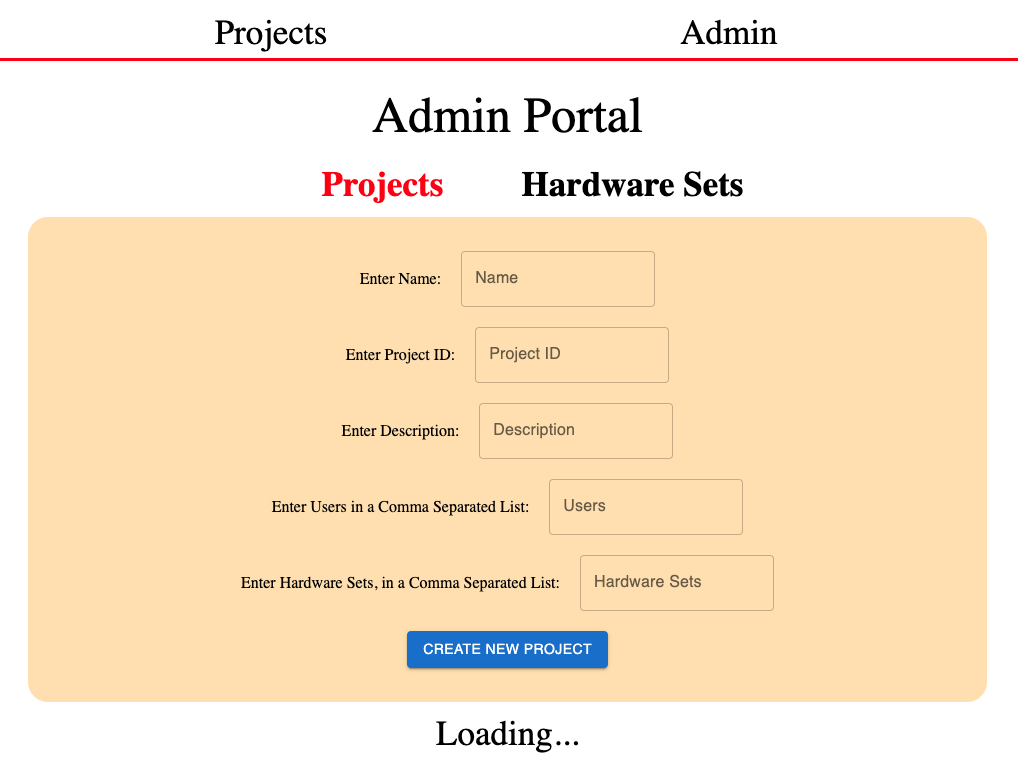 Projects Admin
Admin Portal
Projects Hardware Sets
Enter Name: Name
Enter Project ID: Project ID
Enter Description: Description
Enter Users in a Comma Separated List: Users
Enter Hardware Sets, in a Comma Separated List: Hardware Sets
CREATE NEW PROJECT
Loading...